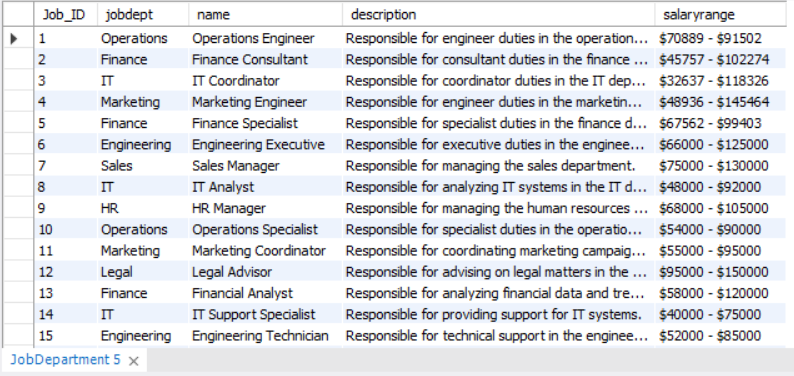 Job_ID jobdept name description salaryrange
1 Operations Operations Engineer Responsible for engineer duties in the operation... $70889 - $91502
2 Finance Finance Consultant Responsible for consultant duties in the finance ... $45757 - $102274
3 IT IT Coordinator Responsible for coordinator duties in the IT dep... $32637 - $118326
4 Marketing Marketing Engineer Responsible for engineer duties in the marketin... $48936 - $145464
5 Finance Finance Specialist Responsible for specialist duties in the finance d... $67562 - $99403
6 Engineering Engineering Executive Responsible for executive duties in the enginee... $66000 - $125000
7 Sales Sales Manager Responsible for managing the sales department. $75000 - $130000
8 IT IT Analyst Responsible for analyzing IT systems in the IT d... $48000 - $92000
9 HR HR Manager Responsible for managing the human resources ... $68000 - $105000
10 Operations Operations Specialist Responsible for specialist duties in the operatio... $54000 - $90000
11 Marketing Marketing Coordinator Responsible for coordinating marketing campaig... $55000 - $95000
12 Legal Legal Advisor Responsible for advising on legal matters in the ... $95000 - $150000
13 Finance Financial Analyst Responsible for analyzing financial data and tre... $58000 - $120000
14 IT IT Support Specialist Responsible for providing support for IT systems. $40000 - $75000
15 Engineering Engineering Technician Responsible for technical support in the enginee... $52000 - $85000
JobDepartment 5